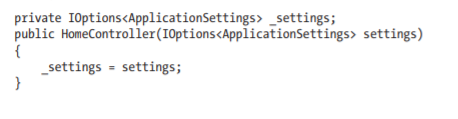 private IOptions<ApplicationSettings> _settings;
public HomeController(IOptions<ApplicationSettings> settings)
{
    _settings = settings;
}